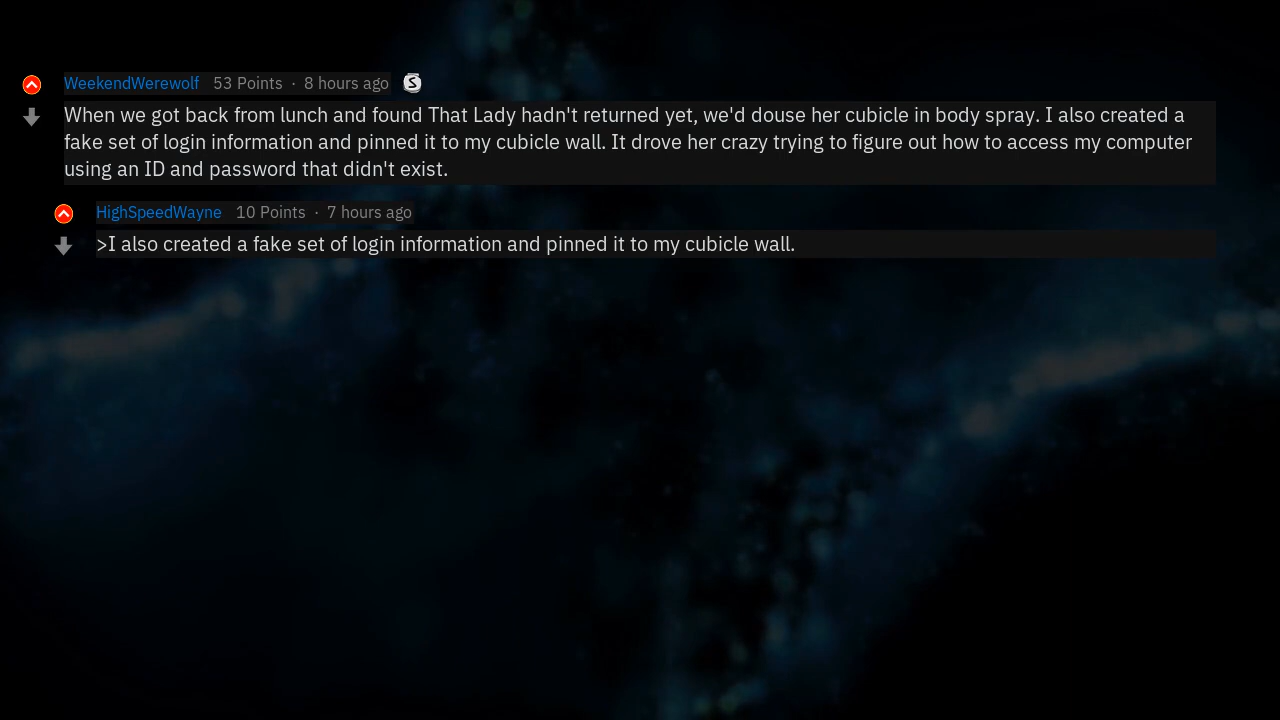 WeekendWerewolf 53 Points · 8 hours ago S
When we got back from lunch and found That Lady hadn't returned yet, we'd douse her cubicle in body spray. I also created a
fake set of login information and pinned it to my cubicle wall. It drove her crazy trying to figure out how to access my computer
using an ID and password that didn't exist.
HighSpeedWayne 10 Points · 7 hours ago
>I also created a fake set of login information and pinned it to my cubicle wall.